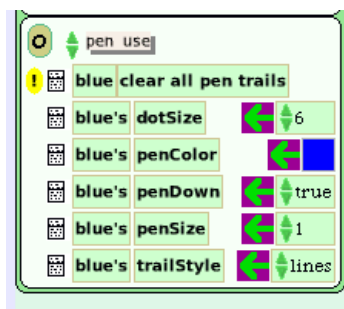 pen use
! blue clear all pen trails
blue's dotSize 6
blue's penColor
blue's penDown true
blue's penSize 1
blue's trailStyle lines